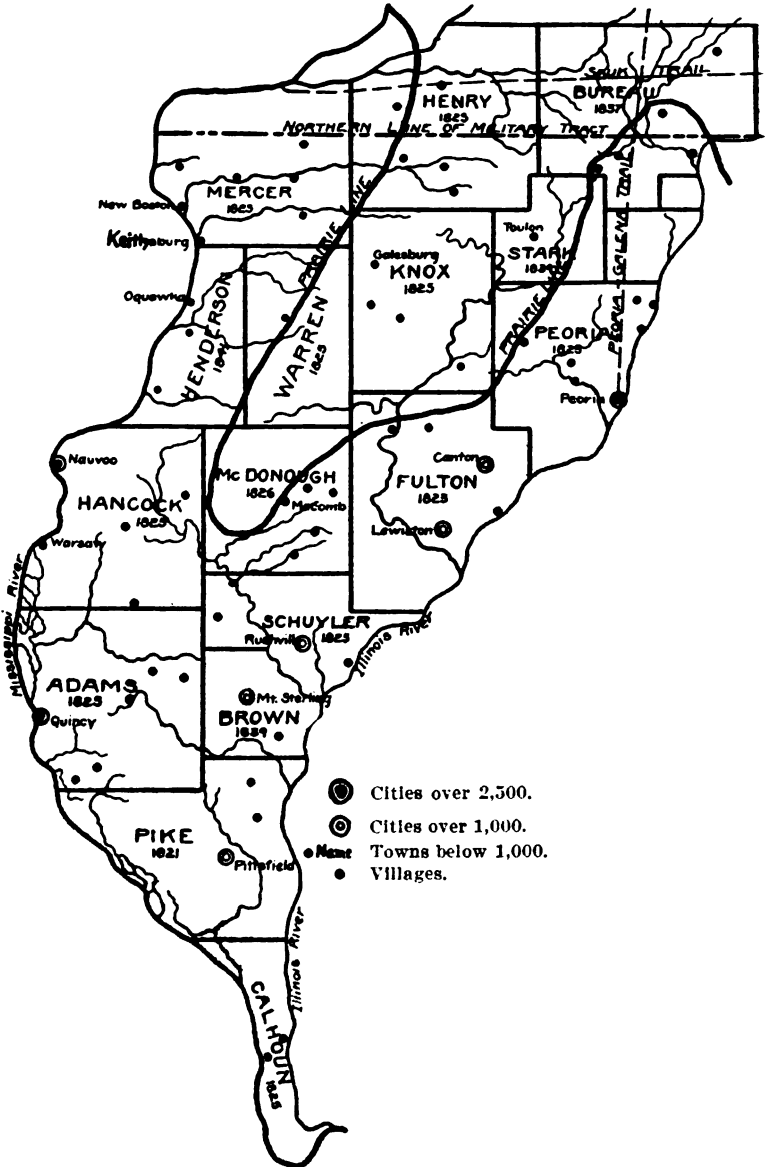 SAUK TRAIL
BUREAU
1837
HENRY
1825
NORTHERN LINE OF MILITARY TRACT
MERCER
1825
New Boston
Keithsburg
PRAIRIE LINE
Toulon
STARK
1839
Galesburg
KNOX
1825
PEORIA - GALENA TRAIL
Oquawka
HENDERSON
1841
WARREN
1825
PRAIRIE LINE
PEORIA
1825
Peoria
Nauvoo
HANCOCK
1825
Warsaw
McDONOUGH
1826
Macomb
Canton
FULTON
1823
Lewiston
Mississippi River
SCHUYLER
1825
Rushville
Illinois River
ADAMS
1825
Quincy
Mt. Sterling
BROWN
1839
PIKE
1821
Pittsfield
Cities over 2,500.
Cities over 1,000.
Name Towns below 1,000.
Villages.
Illinois River
CALHOUN
1825